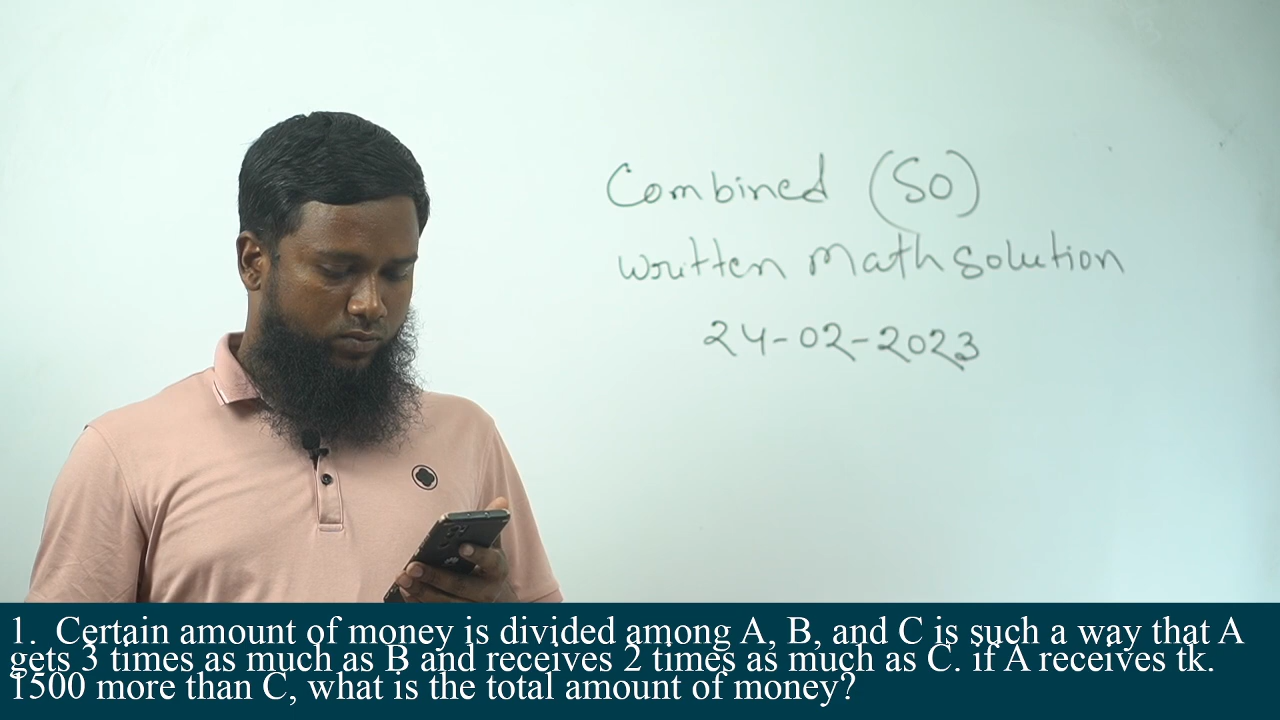 Combined (SO)
written Math solution
24-02-2023
1. Certain amount of money is divided among A, B, and C is such a way that A
gets 3 times as much as B and receives 2 times as much as C. if A receives tk.
1500 more than C, what is the total amount of money?